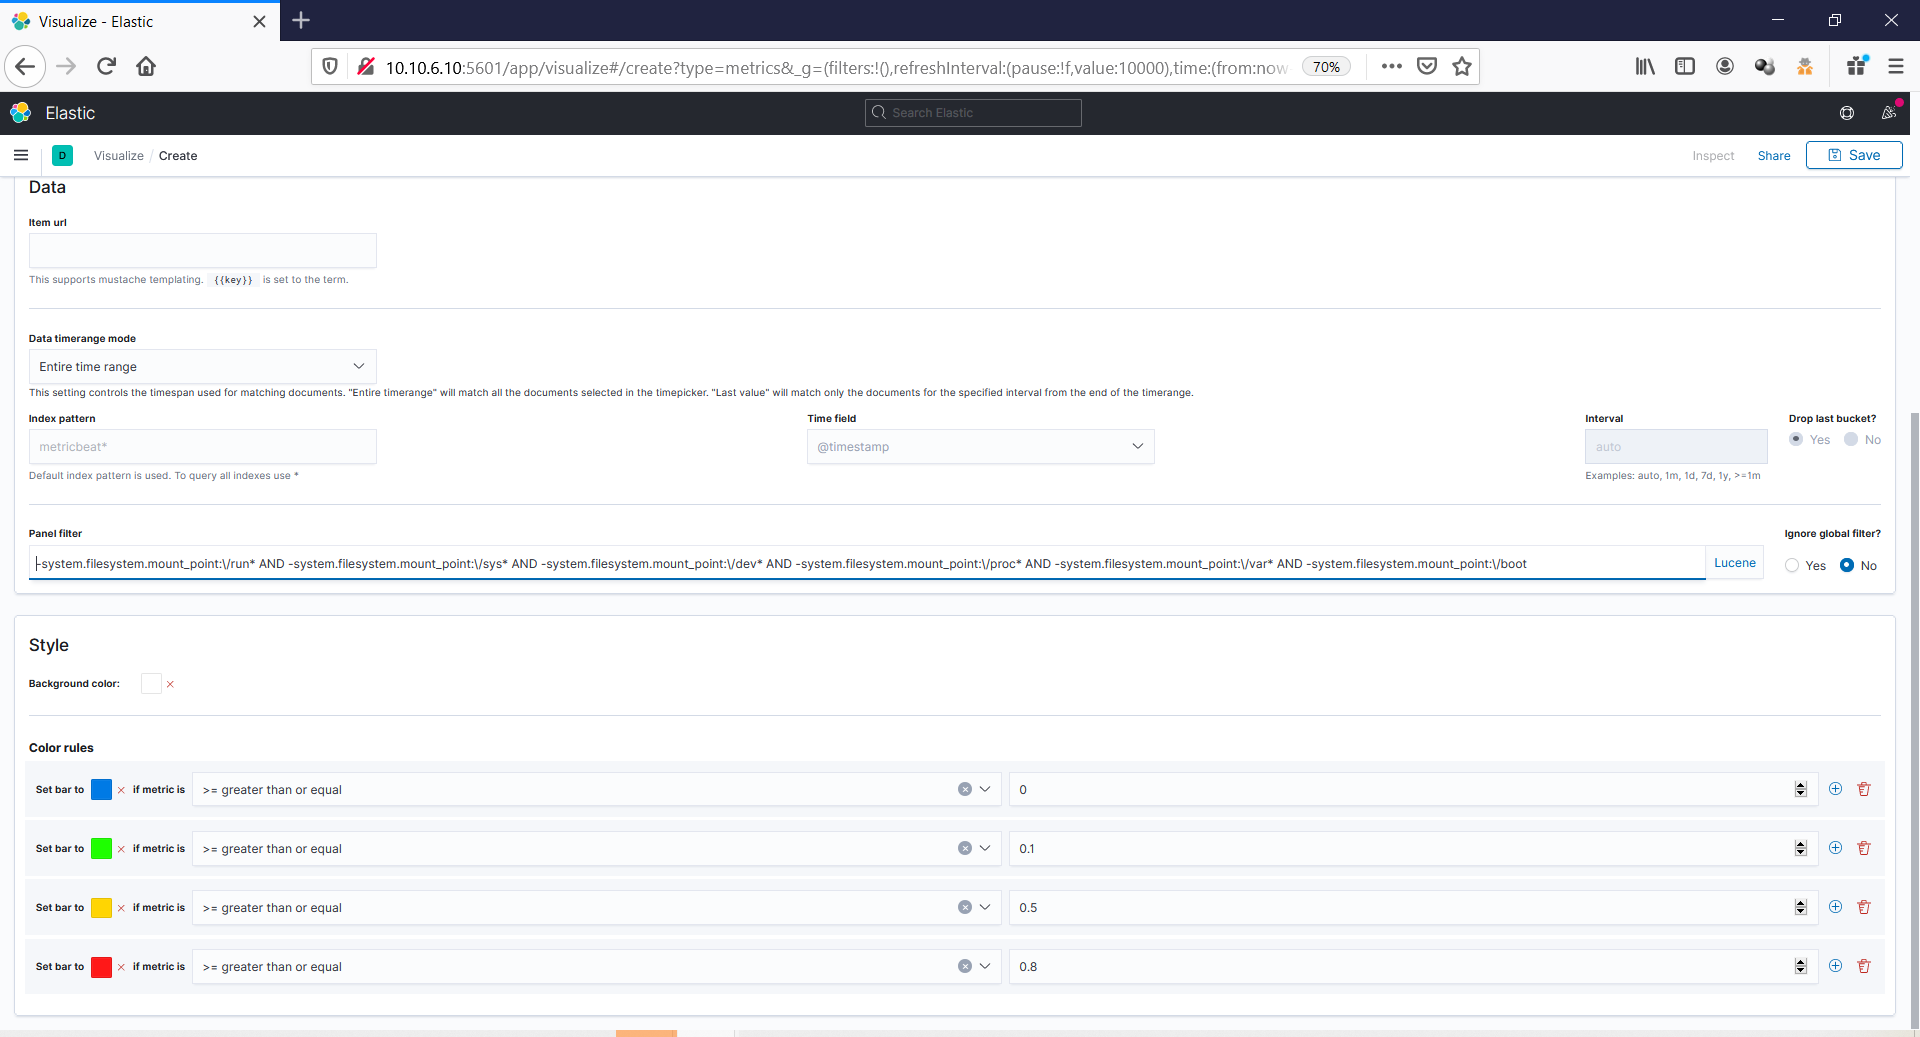 Visualize - Elastic
10.10.6.10:5601/app/visualize#/create?type=metrics&_g=(filters:!(),refreshInterval:(pause:!f,value:10000),time:(from:now-
70%
Elastic
Search Elastic
D
Visualize / Create
Inspect
Share
Save
Data
Item url
This supports mustache templating. {{key}} is set to the term.
Data timerange mode
Entire time range
This setting controls the timespan used for matching documents. "Entire timerange" will match all the documents selected in the timepicker. "Last value" will match only the documents for the specified interval from the end of the timerange.
Index pattern
Time field
Interval
Drop last bucket?
metricbeat*
@timestamp
auto
Yes
No
Default index pattern is used. To query all indexes use *
Examples: auto, 1m, 1d, 7d, 1y, >=1m
Panel filter
Ignore global filter?
-system.filesystem.mount_point:\/run* AND -system.filesystem.mount_point:\/sys* AND -system.filesystem.mount_point:\/dev* AND -system.filesystem.mount_point:\/proc* AND -system.filesystem.mount_point:\/var* AND -system.filesystem.mount_point:\/boot
Lucene
Yes
No
Style
Background color:
Color rules
Set bar to if metric is >= greater than or equal 0
Set bar to if metric is >= greater than or equal 0.1
Set bar to if metric is >= greater than or equal 0.5
Set bar to if metric is >= greater than or equal 0.8